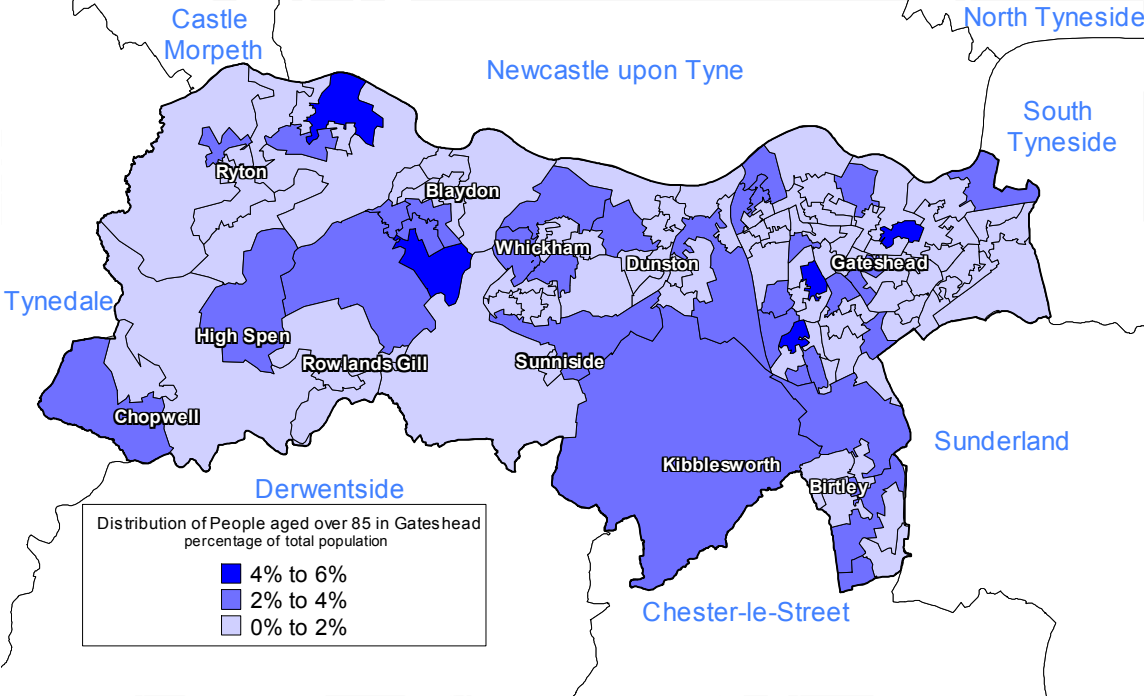 Castle
Morpeth
North Tyneside
Newcastle upon Tyne
South
Tyneside
Ryton
Blaydon
Whickham
Dunston
Gateshead
Tynedale
High Spen
Rowlands Gill
Sunniside
Chopwell
Sunderland
Kibblesworth
Birtley
Derwentside
Distribution of People aged over 85 in Gateshead
percentage of total population
4% to 6%
2% to 4%
0% to 2%
Chester-le-Street